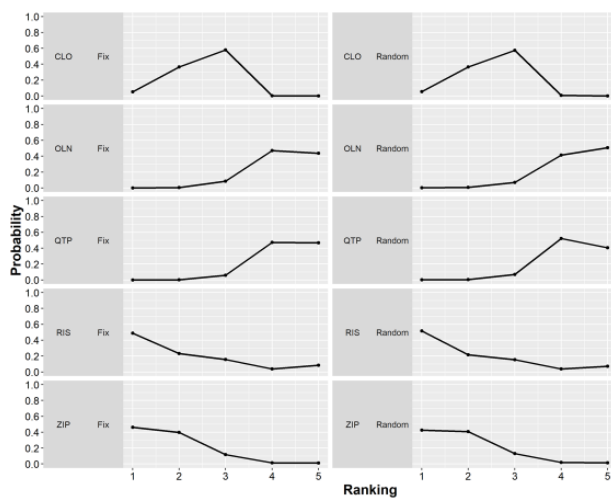 1.0
0.8
0.6
0.4
0.2
0.0
CLO Fix
CLO Random
1.0
0.8
0.6
0.4
0.2
0.0
OLN Fix
OLN Random
1.0
0.8
0.6
0.4
0.2
0.0
QTP Fix
QTP Random
1.0
0.8
0.6
0.4
0.2
0.0
RIS Fix
RIS Random
1.0
0.8
0.6
0.4
0.2
0.0
ZIP Fix
ZIP Random
Probability
1 2 3 4 5 1 2 3 4 5
Ranking